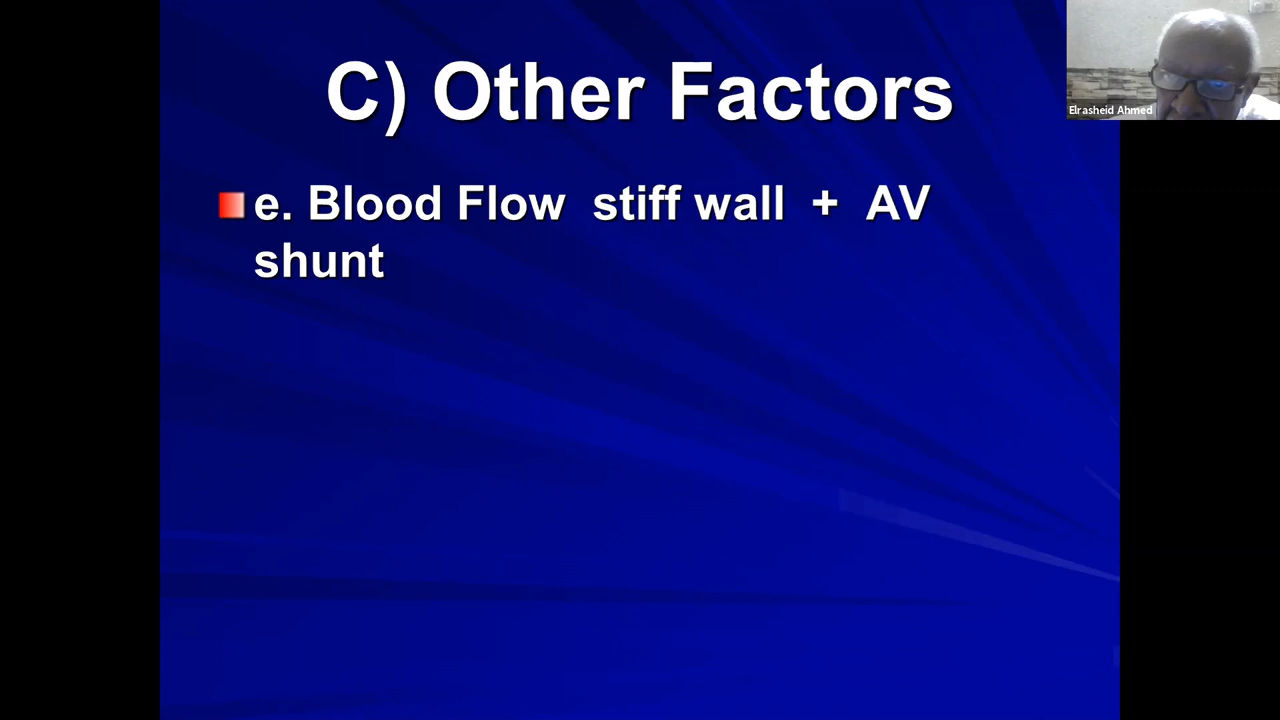 C) Other Factors
e. Blood Flow  stiff wall  +  AV
shunt
Elrasheid Ahmed